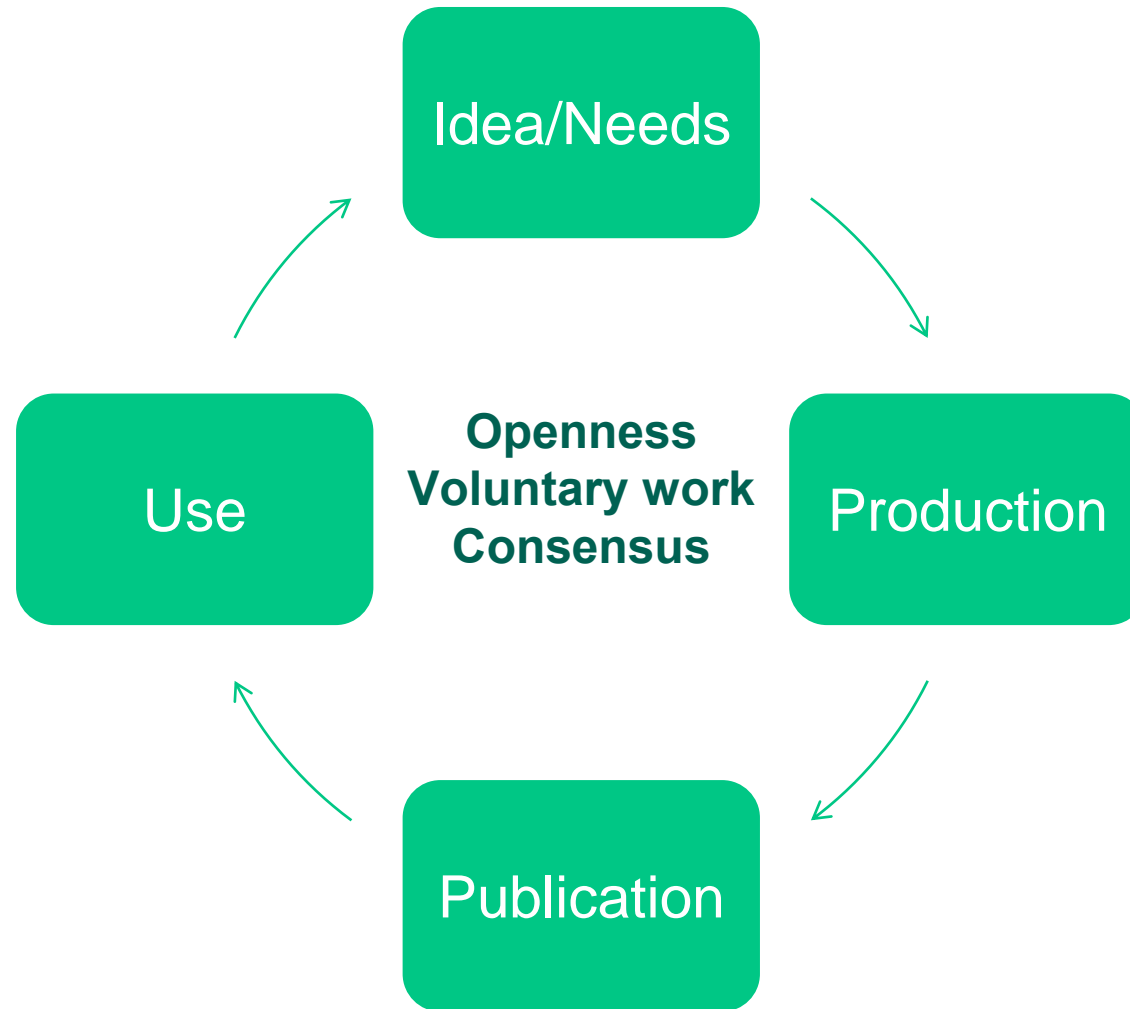 Idea/Needs
Openness
Voluntary work
Consensus
Use
Production
Publication